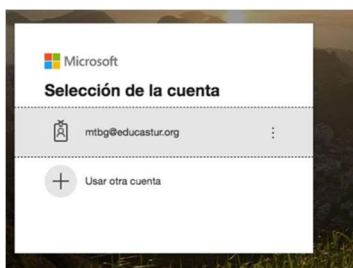 Microsoft
Selección de la cuenta
mtbg@educastur.org
Usar otra cuenta